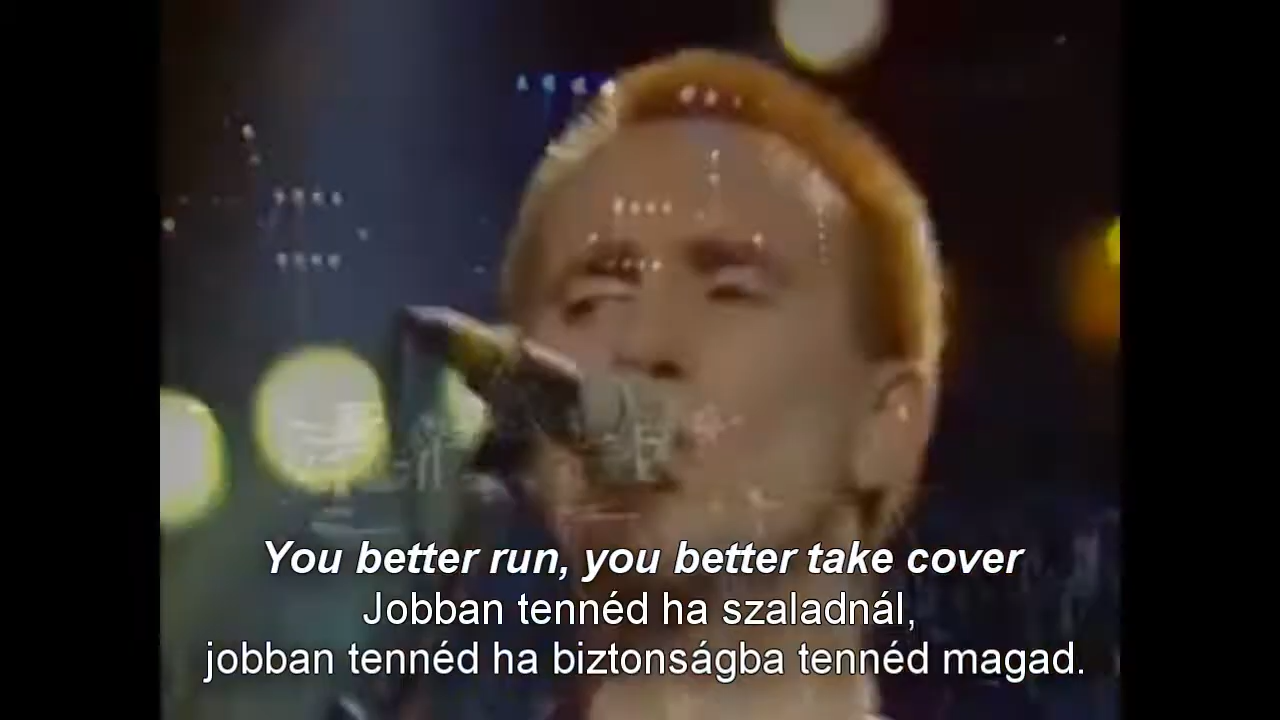 You better run, you better take cover
Jobban tennéd ha szaladnál,
jobban tennéd ha biztonságba tennéd magad.